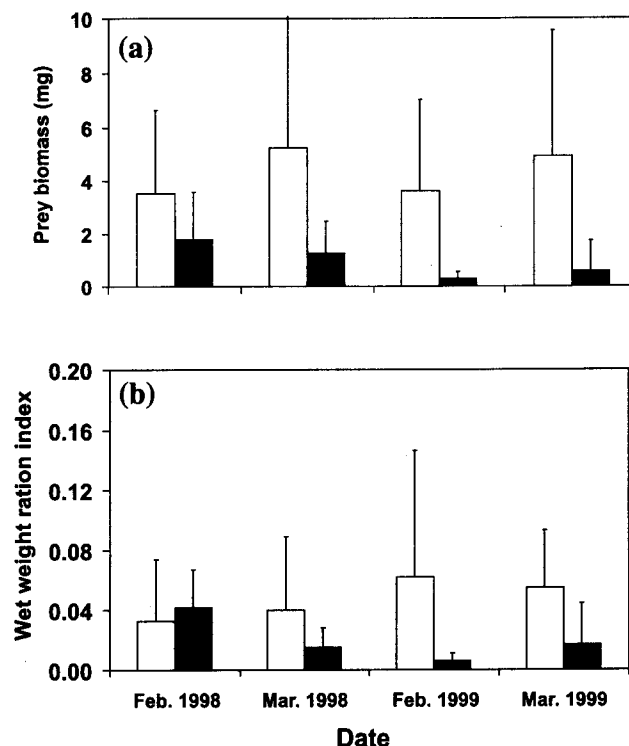 (a)
Prey biomass (mg)
10
8
6
4
2
0
(b)
Wet weight ration index
0.20
0.16
0.12
0.08
0.04
0.00
Feb. 1998 Mar. 1998 Feb. 1999 Mar. 1999
Date